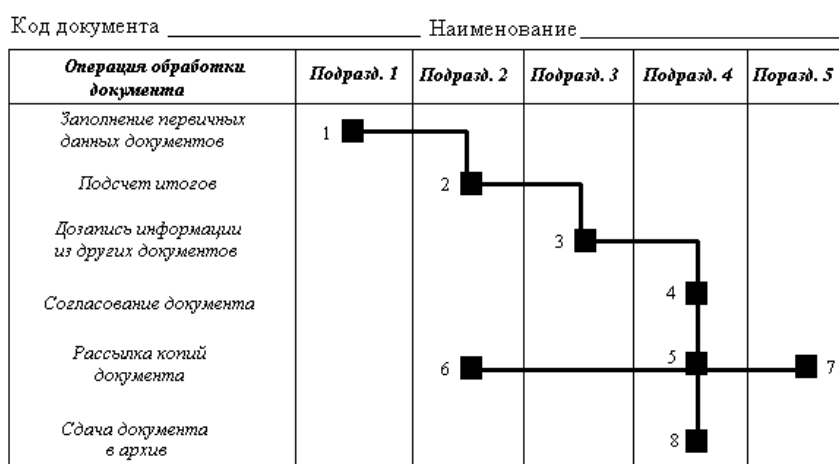 Код документа Наименование
Операция обработки Подразд. 1 Подразд. 2 Подразд. 3 Подразд. 4 Поразд. 5
документа
Заполнение первичных
данных документов
1
Подсчет итогов
2
Дозапись информации
из других документов
3
Согласование документа
4
Рассылка копий
документа
6 5 7
Сдача документа
в архив
8